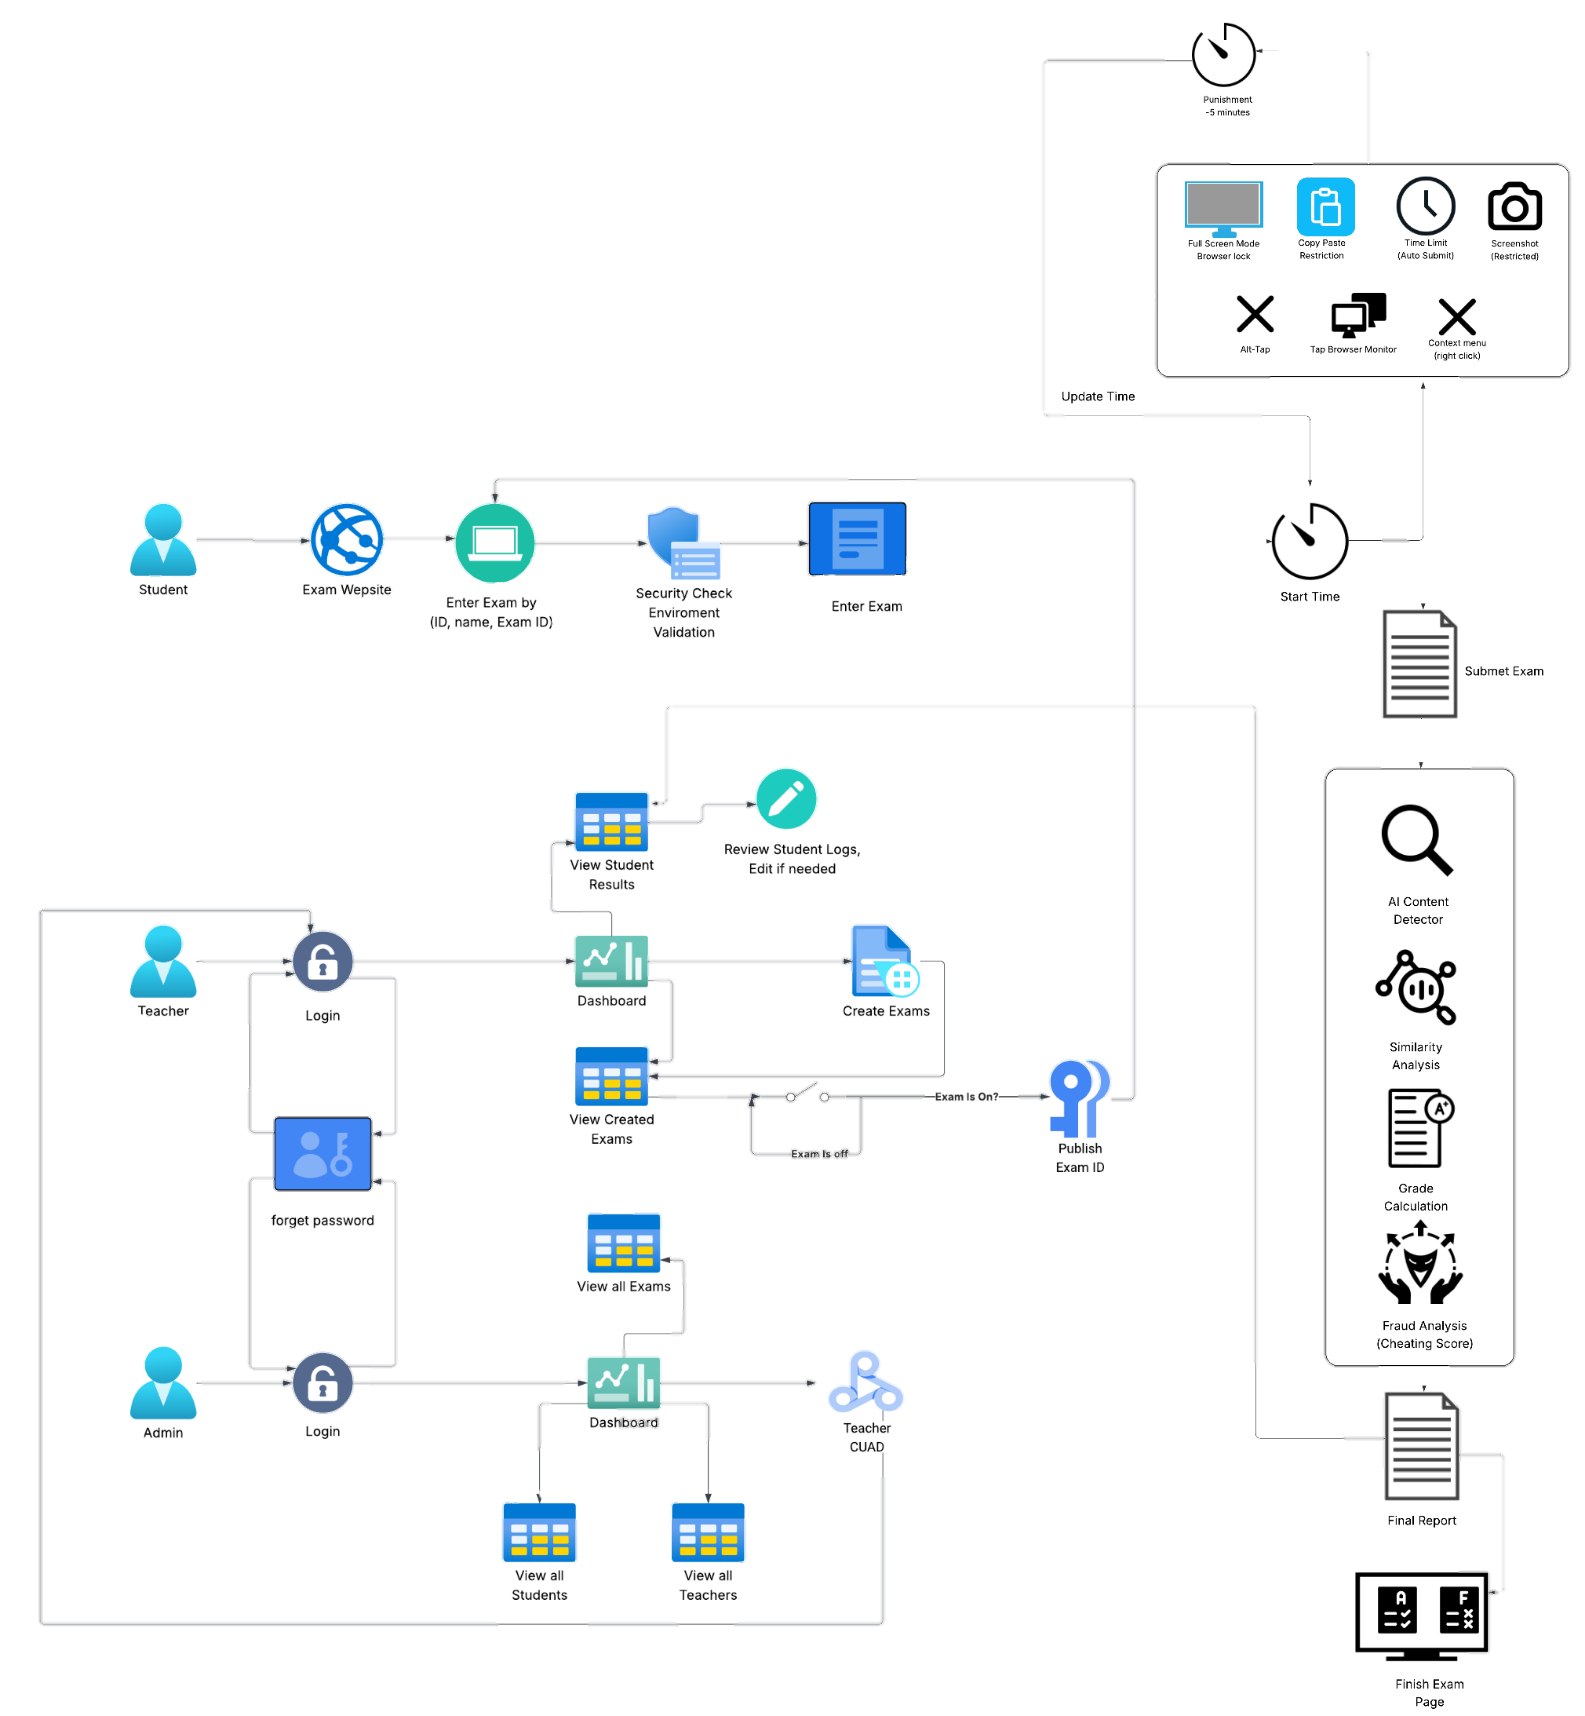 Punishment
-5 minutes
Full Screen Mode
Browser lock
Copy Paste
Restriction
Time Limit
(Auto Submit)
Screenshot
(Restricted)
Alt-Tap
Tap Browser Monitor
Context menu
(right click)
Update Time
Student
Exam Wepsite
Enter Exam by
(ID, name, Exam ID)
Security Check
Enviroment
Validation
Enter Exam
Start Time
Submet Exam
View Student
Results
Review Student Logs,
Edit if needed
Teacher
Login
Dashboard
Create Exams
View Created
Exams
Exam Is On?
Exam Is off
Publish
Exam ID
forget password
View all Exams
Admin
Login
Dashboard
Teacher
CUAD
View all
Students
View all
Teachers
AI Content
Detector
Similarity
Analysis
A+
Grade
Calculation
Fraud Analysis
(Cheating Score)
Final Report
A
F
Finish Exam
Page